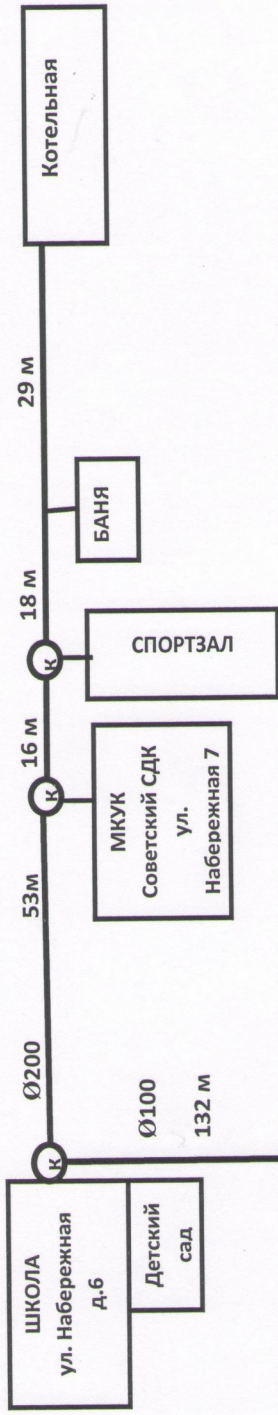 ШКОЛА
ул. Набережная
д.6
Детский
сад
к
Ø200
Ø100
132 м
53м
к
16 м
МКУК
Советский СДК
ул.
Набережная 7
к
18 м
СПОРТЗАЛ
БАНЯ
29 м
Котельная